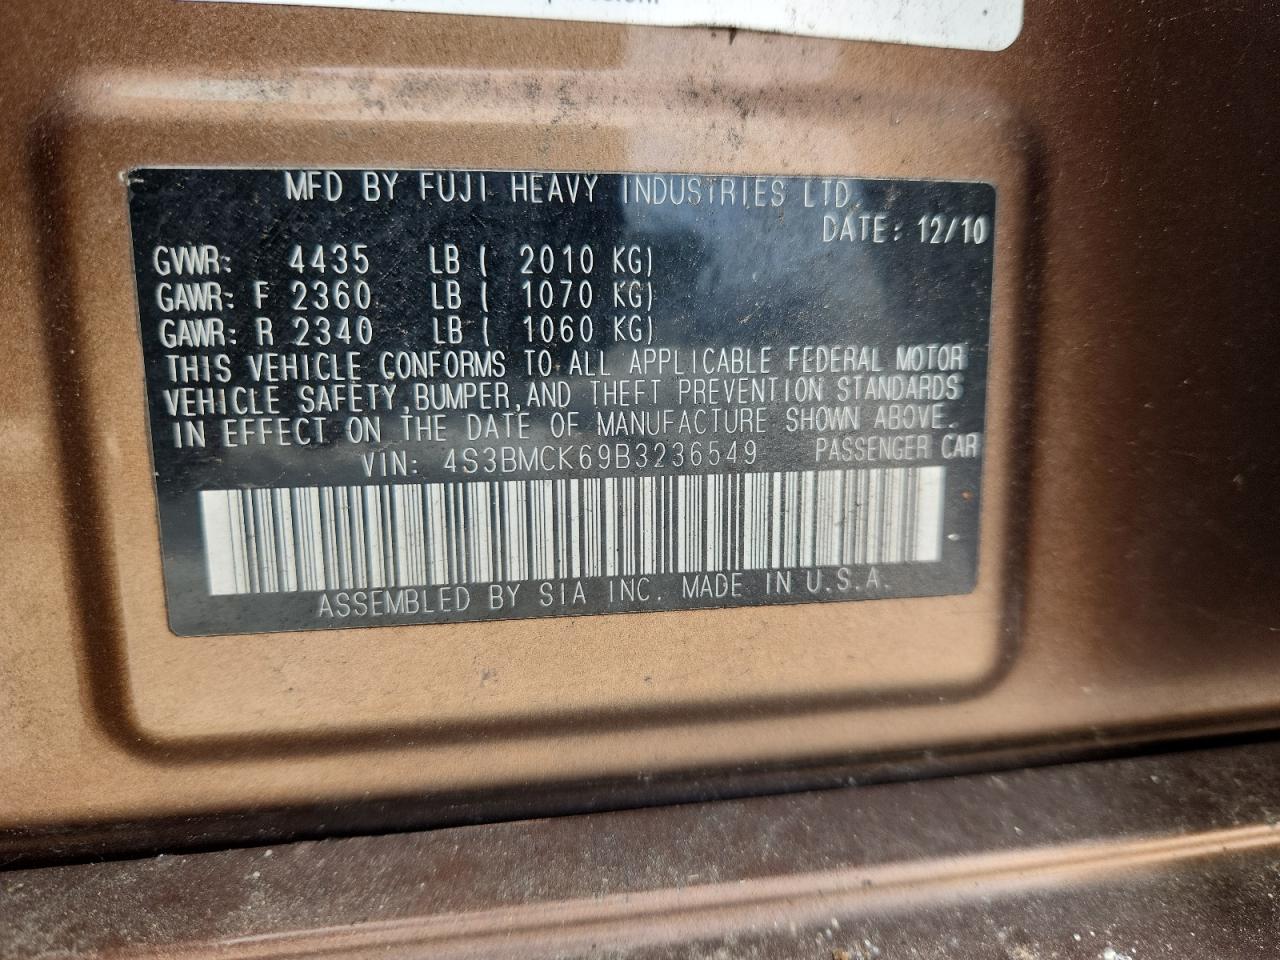 MFD BY FUJI HEAVY INDUSTRIES LTD.
DATE: 12/10
GVWR: 4435 LB ( 2010 KG)
GAWR: F 2360 LB ( 1070 KG)
GAWR: R 2340 LB ( 1060 KG)
THIS VEHICLE CONFORMS TO ALL APPLICABLE FEDERAL MOTOR
VEHICLE SAFETY,BUMPER,AND THEFT PREVENTION STANDARDS
IN EFFECT ON THE DATE OF MANUFACTURE SHOWN ABOVE.
VIN: 4S3BMCK69B3236549 PASSENGER CAR
ASSEMBLED BY SIA INC. MADE IN U.S.A.